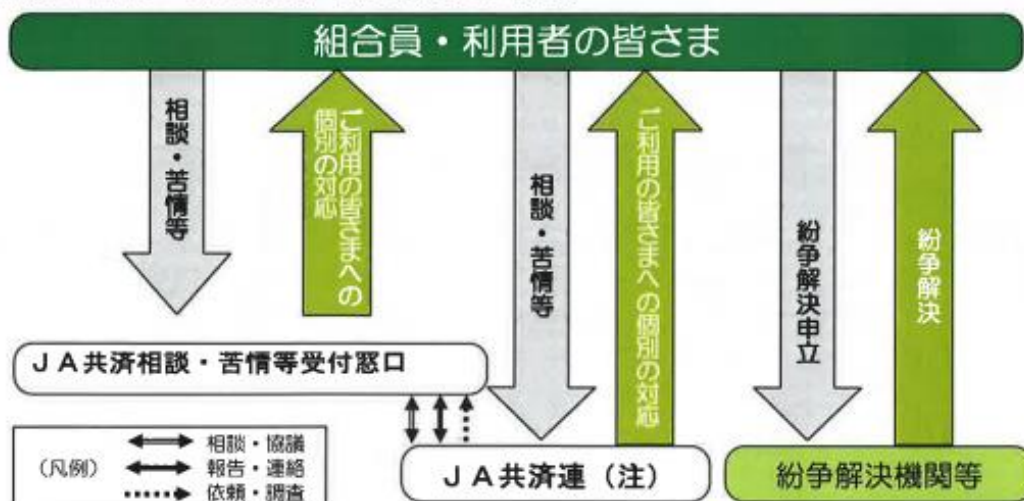 組合員・利用者の皆さま
相談・苦情等
ご利用の皆さまへの
個別の対応
相談・苦情等
ご利用の皆さまへの個別の対応
紛争解決申立
紛争解決
JA共済相談・苦情等受付窓口
(凡例)
相談・協議
報告・連絡
依頼・調査
JA共済連(注)
紛争解決機関等